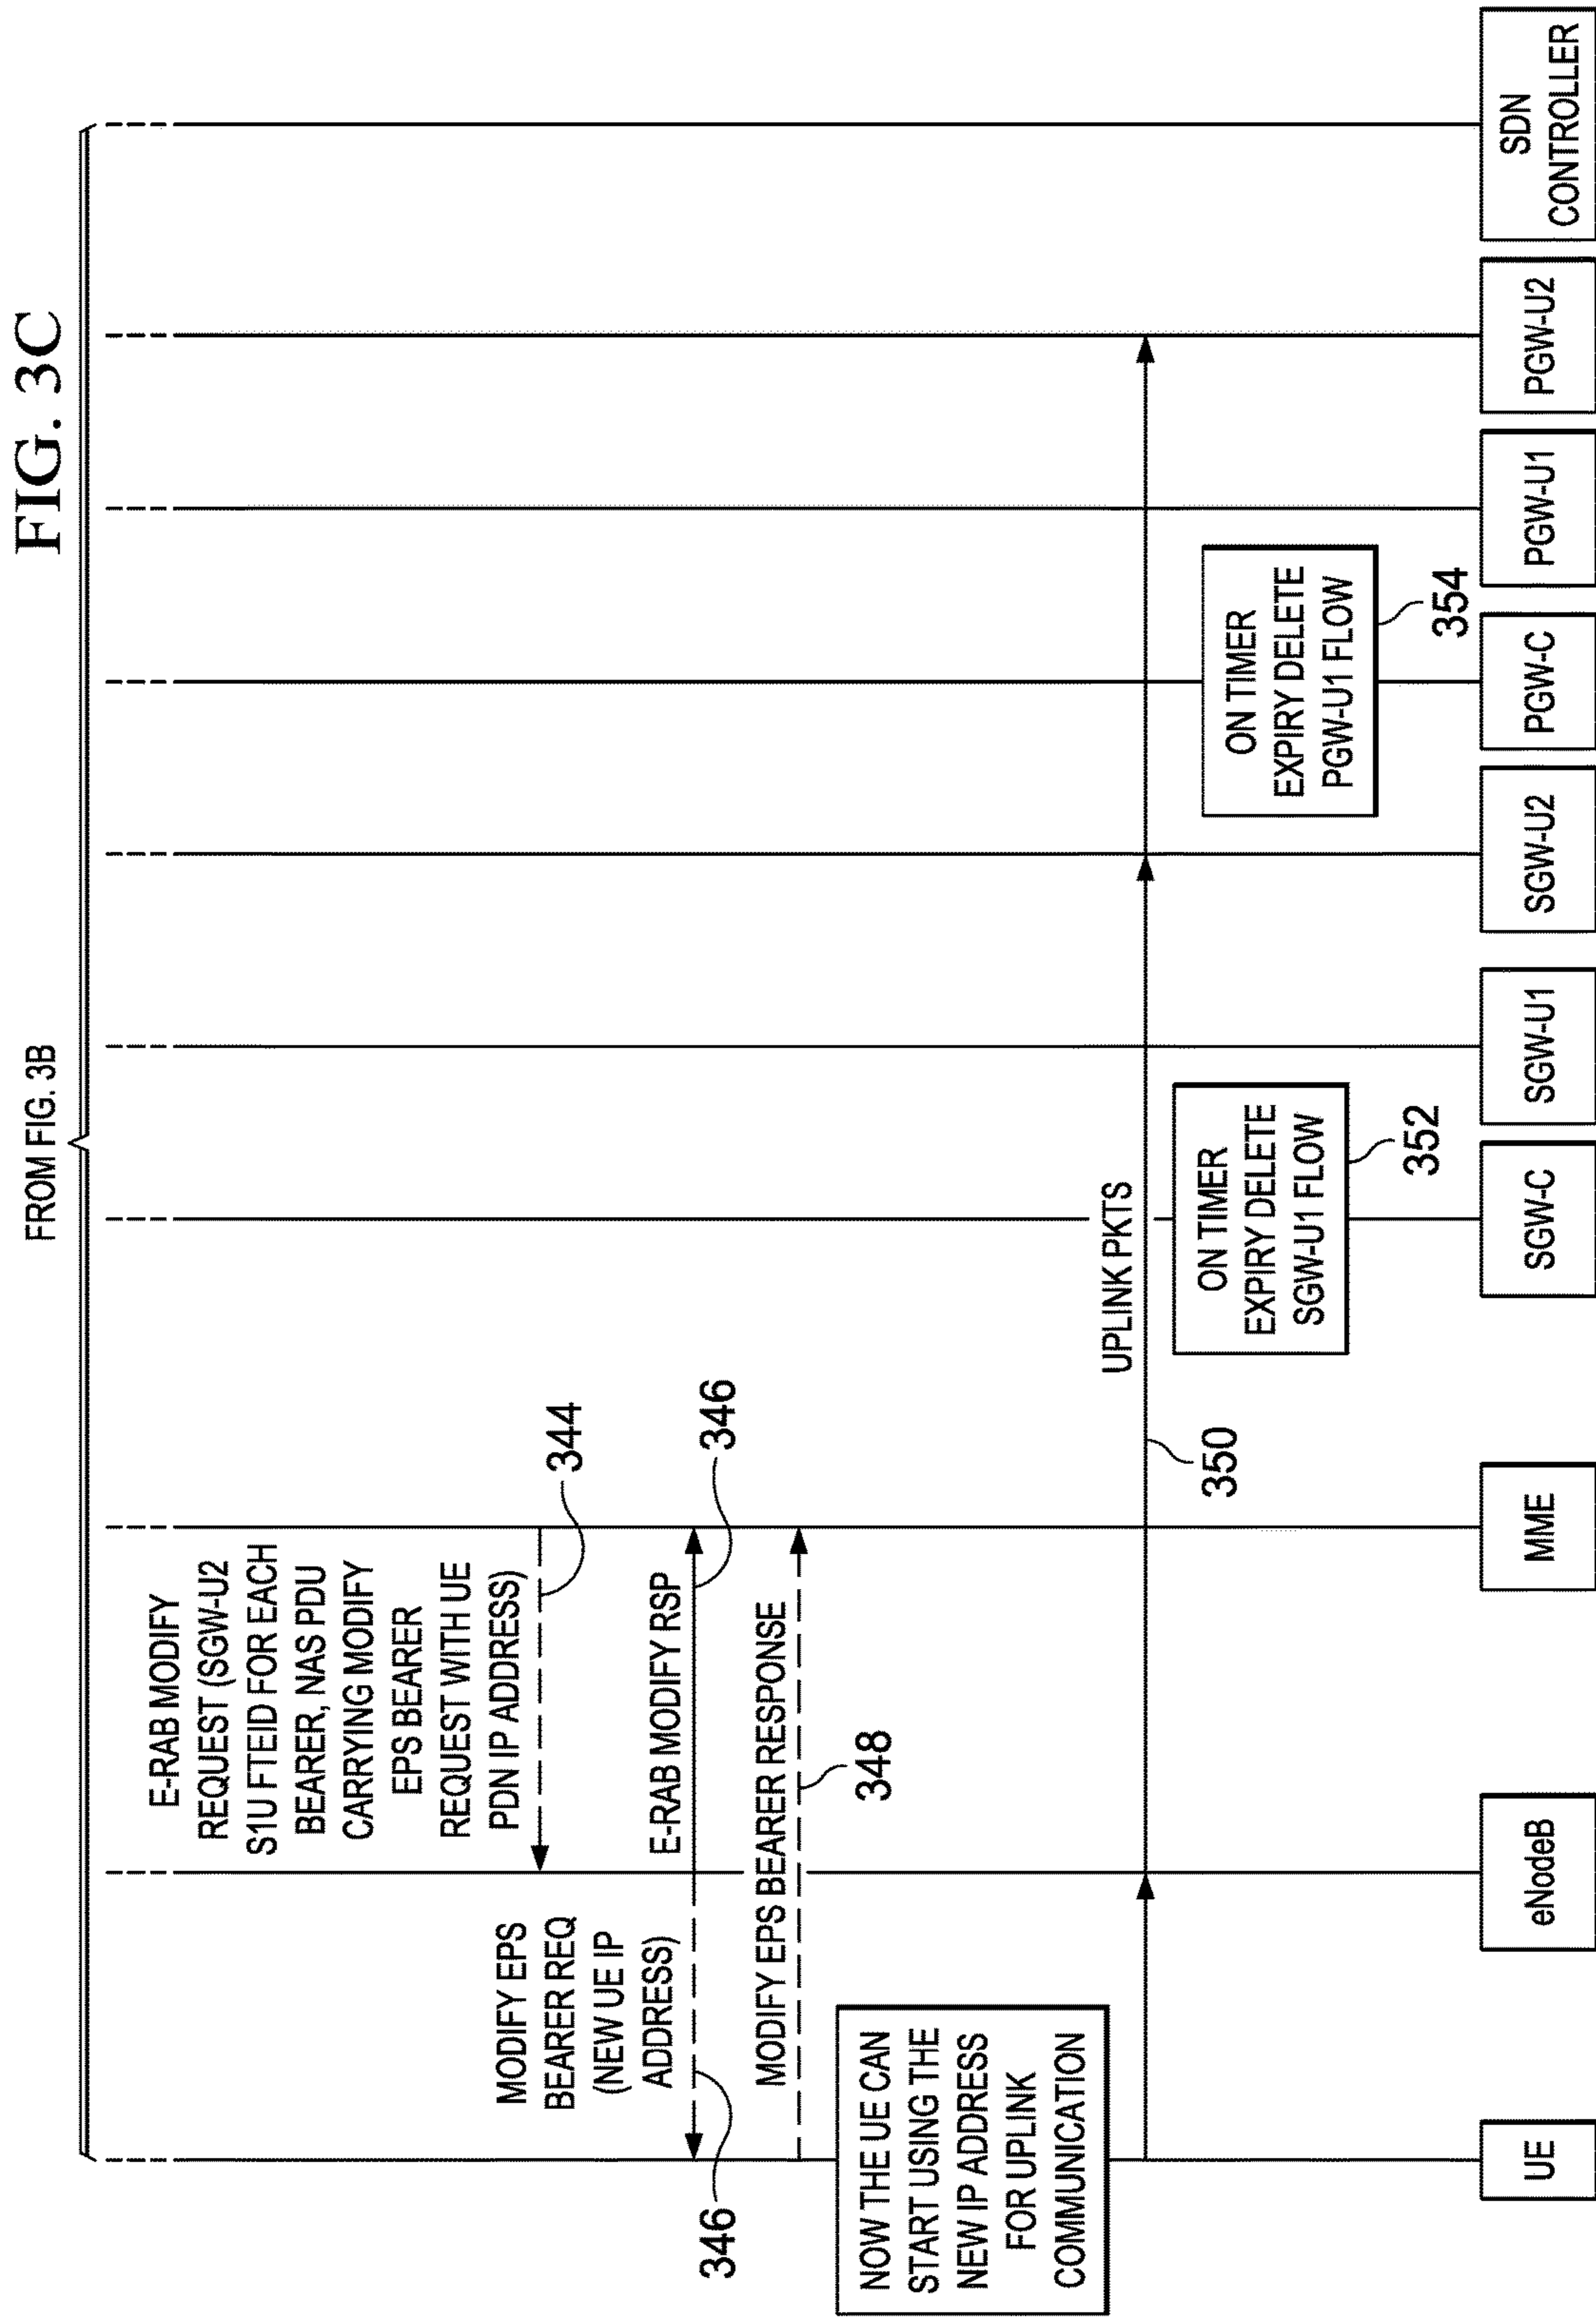 FIG. 3C
FROM FIG. 3B
E-RAB MODIFY
REQUEST (SGW-U2
S1U FTEID FOR EACH
BEARER, NAS PDU
CARRYING MODIFY
EPS BEARER
REQUEST WITH UE
PDN IP ADDRESS)
344
MODIFY EPS
BEARER REQ
(NEW UE IP
ADDRESS)
346
E-RAB MODIFY RSP
346
MODIFY EPS BEARER RESPONSE
348
NOW THE UE CAN
START USING THE
NEW IP ADDRESS
FOR UPLINK
COMMUNICATION
UPLINK PKTS
350
ON TIMER
EXPIRY DELETE
SGW-U1 FLOW
352
ON TIMER
EXPIRY DELETE
PGW-U1 FLOW
354
UE
eNodeB
MME
SGW-C
SGW-U1
SGW-U2
PGW-C
PGW-U1
PGW-U2
SDN
CONTROLLER